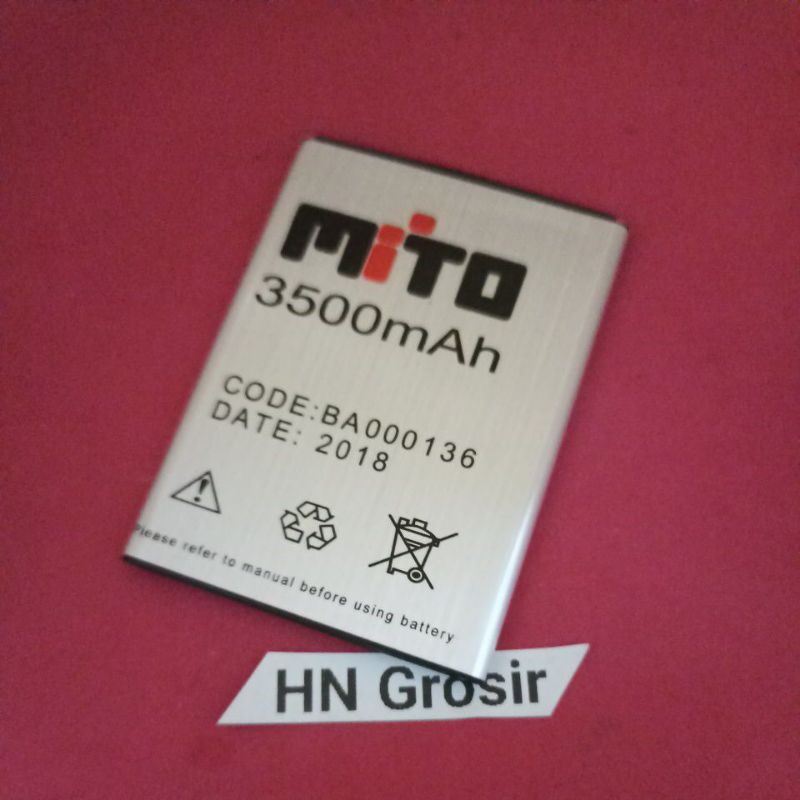 MiTO
3500mAh
CODE:BA000136
DATE: 2018
Please refer to manual before using battery
HN Grosir